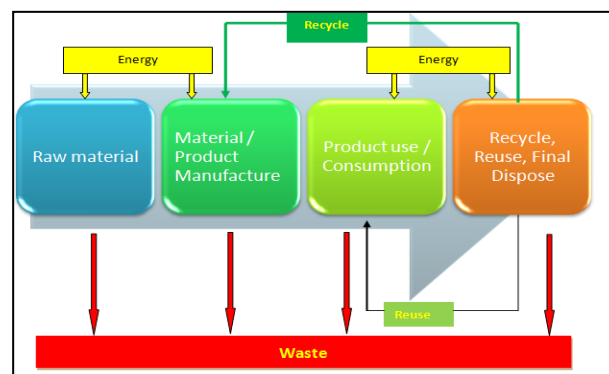 Recycle
Energy
Energy
Raw material
Material /
Product
Manufacture
Product use /
Consumption
Recycle,
Reuse, Final
Dispose
Reuse
Waste